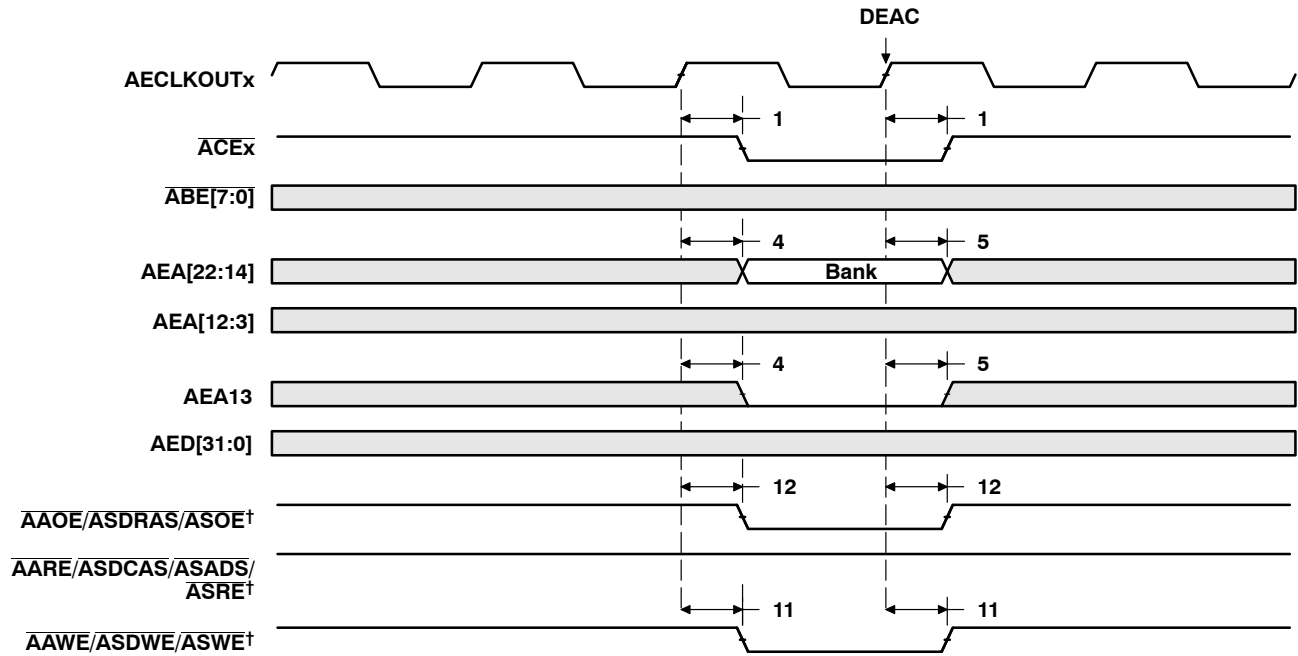 DEAC
AECLKOUTx
1 1
ACEx
ABE[7:0]
4 5
AEA[22:14] Bank
AEA[12:3]
4 5
AEA13
AED[31:0]
12 12
AAOE/ASDRAS/ASOE†
AARE/ASDCAS/ASADS/
ASRE†
11 11
AAWE/ASDWE/ASWE†